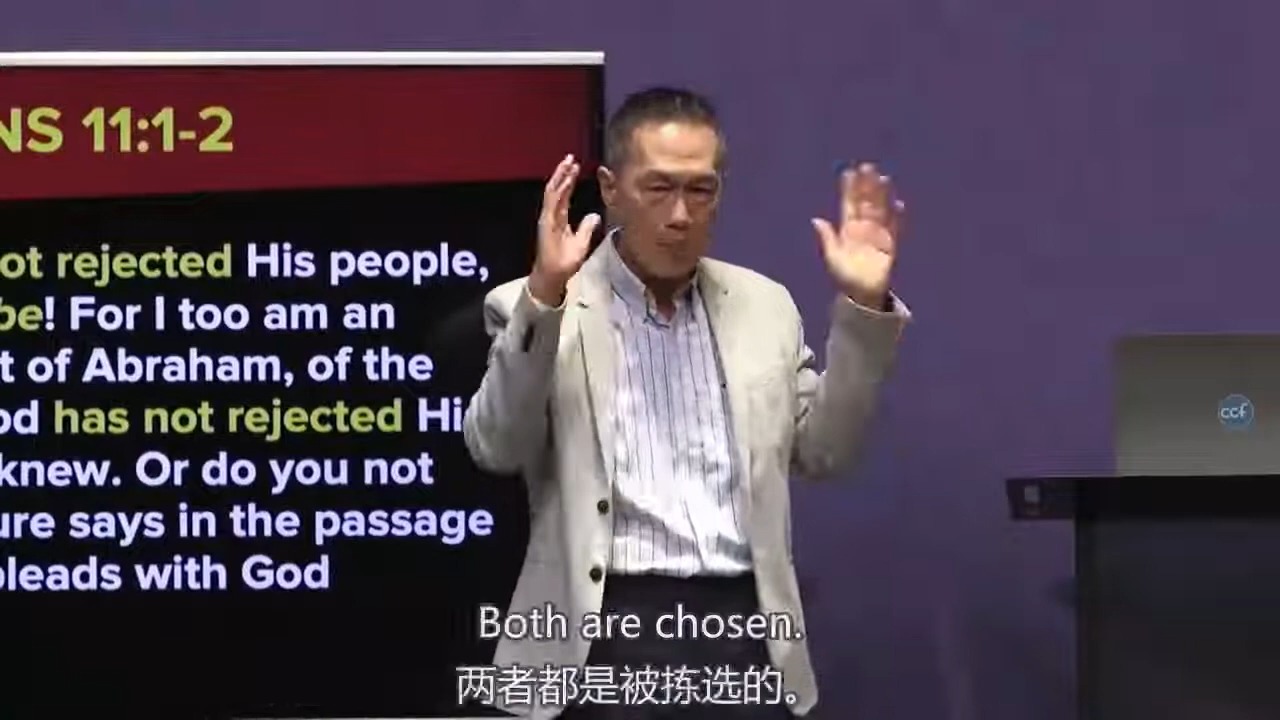 NS 11:1-2
ot rejected His people,
be! For I too am an
t of Abraham, of the
od has not rejected Hi
knew. Or do you not
ure says in the passage
pleads with God
ccf
Both are chosen.
两者都是被拣选的。